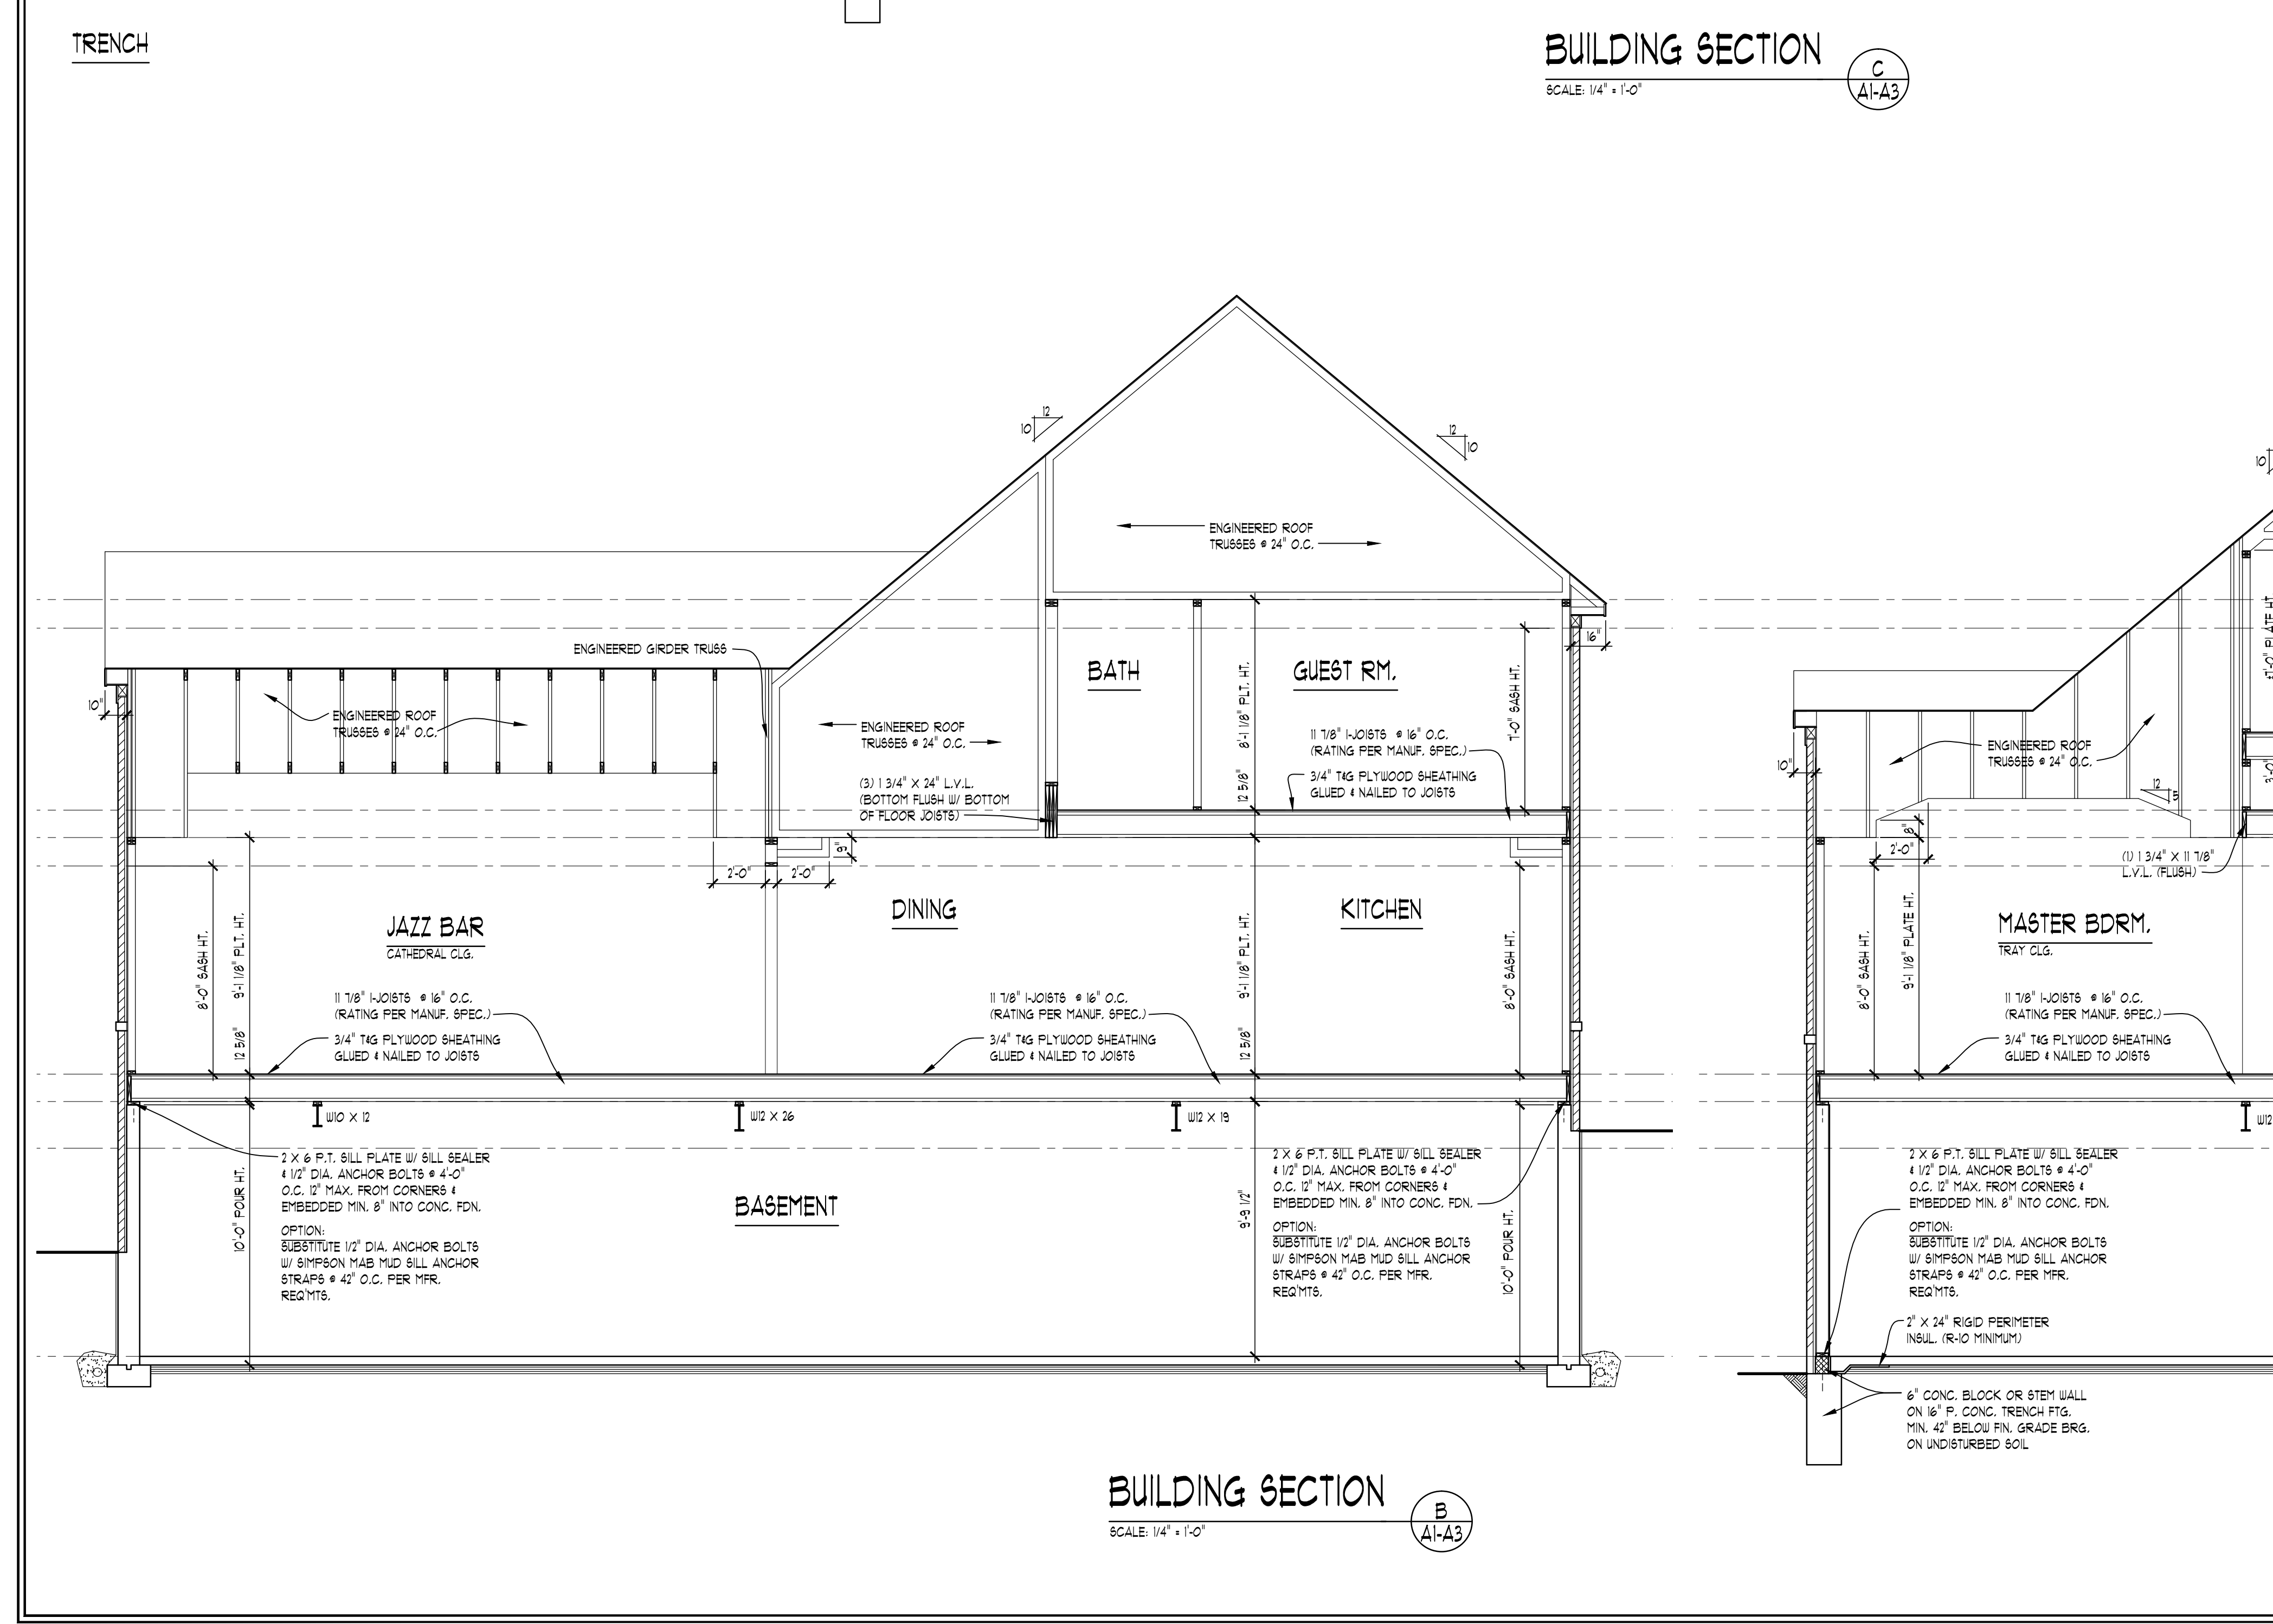 TRENCH
BUILDING SECTION
SCALE: 1/4" = 1'-0"
C
A1-A3
12
10
12
10
ENGINEERED ROOF
TRUSSES @ 24" O.C.
ENGINEERED GIRDER TRUSS
10"
ENGINEERED ROOF
TRUSSES @ 24" O.C.
ENGINEERED ROOF
TRUSSES @ 24" O.C.
(3) 1 3/4" X 24" L.V.L.
(BOTTOM FLUSH W/ BOTTOM
OF FLOOR JOISTS)
BATH
GUEST RM.
16"
8'-1 1/8" PLT. HT.
12 5/8"
7'-0" SASH HT.
11 7/8" I-JOISTS @ 16" O.C.
(RATING PER MANUF. SPEC.)
3/4" T&G PLYWOOD SHEATHING
GLUED & NAILED TO JOISTS
9"
2'-0"
2'-0"
JAZZ BAR
CATHEDRAL CLG.
DINING
KITCHEN
8'-0" SASH HT.
9'-1 1/8" PLT. HT.
12 5/8"
9'-1 1/8" PLT. HT.
12 5/8"
8'-0" SASH HT.
11 7/8" I-JOISTS @ 16" O.C.
(RATING PER MANUF. SPEC.)
3/4" T&G PLYWOOD SHEATHING
GLUED & NAILED TO JOISTS
11 7/8" I-JOISTS @ 16" O.C.
(RATING PER MANUF. SPEC.)
3/4" T&G PLYWOOD SHEATHING
GLUED & NAILED TO JOISTS
W10 X 12
W12 X 26
W12 X 19
2 X 6 P.T. SILL PLATE W/ SILL SEALER
& 1/2" DIA. ANCHOR BOLTS @ 4'-0"
O.C. 12" MAX. FROM CORNERS &
EMBEDDED MIN. 8" INTO CONC. FDN.
OPTION:
SUBSTITUTE 1/2" DIA. ANCHOR BOLTS
W/ SIMPSON MAB MUD SILL ANCHOR
STRAPS @ 42" O.C. PER MFR.
REQ'MTS.
10'-0" POUR HT.
BASEMENT
9'-9 1/2"
2 X 6 P.T. SILL PLATE W/ SILL SEALER
& 1/2" DIA. ANCHOR BOLTS @ 4'-0"
O.C. 12" MAX. FROM CORNERS &
EMBEDDED MIN. 8" INTO CONC. FDN.
OPTION:
SUBSTITUTE 1/2" DIA. ANCHOR BOLTS
W/ SIMPSON MAB MUD SILL ANCHOR
STRAPS @ 42" O.C. PER MFR.
REQ'MTS.
10'-0" POUR HT.
BUILDING SECTION
SCALE: 1/4" = 1'-0"
B
A1-A3
10
PLATE HT.
3'-0"
10"
ENGINEERED ROOF
TRUSSES @ 24" O.C.
12
5
8"
2'-0"
(1) 1 3/4" X 11 7/8"
L.V.L. (FLUSH)
8'-0" SASH HT.
9'-1 1/8" PLATE HT.
MASTER BDRM.
TRAY CLG.
11 7/8" I-JOISTS @ 16" O.C.
(RATING PER MANUF. SPEC.)
3/4" T&G PLYWOOD SHEATHING
GLUED & NAILED TO JOISTS
W12
2 X 6 P.T. SILL PLATE W/ SILL SEALER
& 1/2" DIA. ANCHOR BOLTS @ 4'-0"
O.C. 12" MAX. FROM CORNERS &
EMBEDDED MIN. 8" INTO CONC. FDN.
OPTION:
SUBSTITUTE 1/2" DIA. ANCHOR BOLTS
W/ SIMPSON MAB MUD SILL ANCHOR
STRAPS @ 42" O.C. PER MFR.
REQ'MTS.
2" X 24" RIGID PERIMETER
INSUL. (R-10 MINIMUM)
6" CONC. BLOCK OR STEM WALL
ON 16" P. CONC. TRENCH FTG.
MIN. 42" BELOW FIN. GRADE BRG.
ON UNDISTURBED SOIL